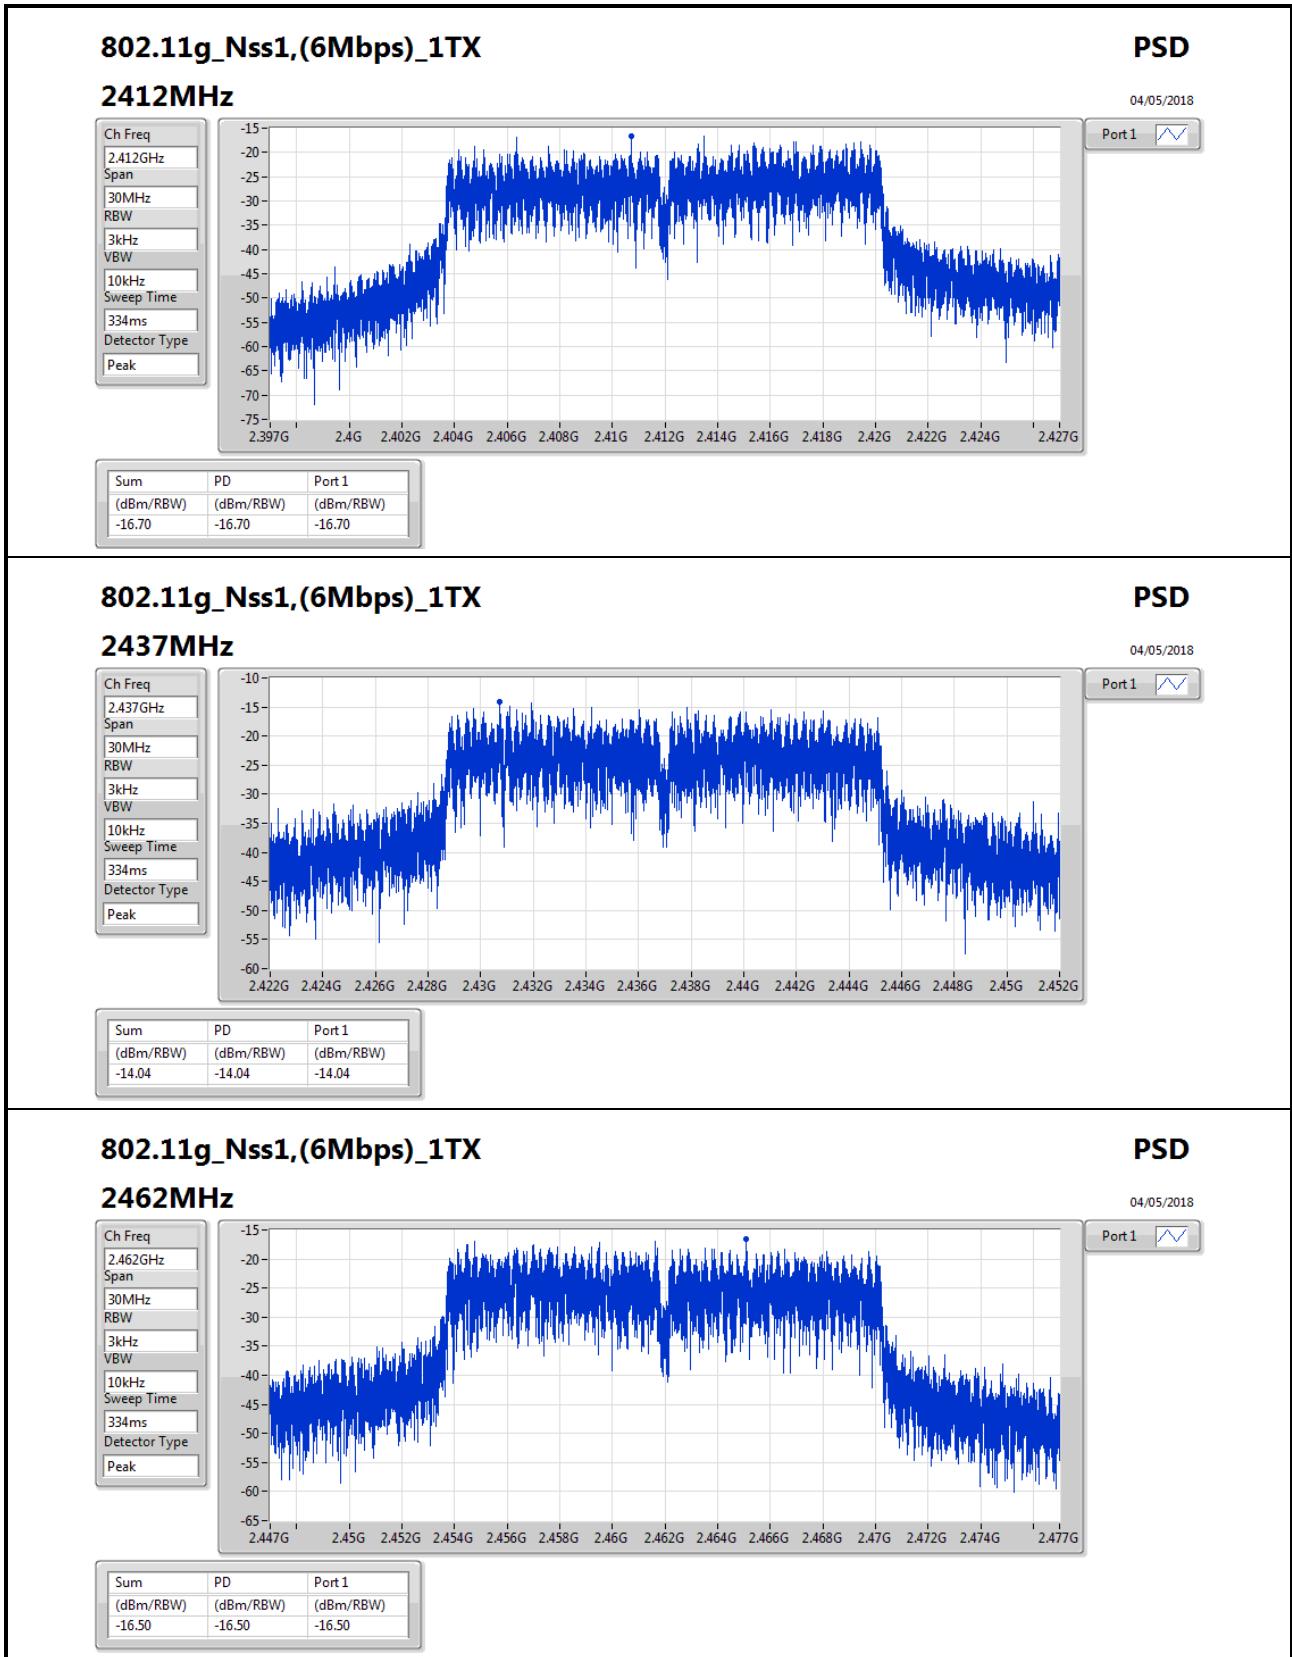 802.11g_Nss1,(6Mbps)_1TX PSD
2412MHz 04/05/2018
Ch Freq
2.412GHz
Span
30MHz
RBW
3kHz
VBW
10kHz
Sweep Time
334ms
Detector Type
Peak
-15
-20
-25
-30
-35
-40
-45
-50
-55
-60
-65
-70
-75
2.397G 2.4G 2.402G 2.404G 2.406G 2.408G 2.41G 2.412G 2.414G 2.416G 2.418G 2.42G 2.422G 2.424G 2.427G
Port 1
Sum PD Port 1
(dBm/RBW) (dBm/RBW) (dBm/RBW)
-16.70 -16.70 -16.70
802.11g_Nss1,(6Mbps)_1TX PSD
2437MHz 04/05/2018
Ch Freq
2.437GHz
Span
30MHz
RBW
3kHz
VBW
10kHz
Sweep Time
334ms
Detector Type
Peak
-10
-15
-20
-25
-30
-35
-40
-45
-50
-55
-60
2.422G 2.424G 2.426G 2.428G 2.43G 2.432G 2.434G 2.436G 2.438G 2.44G 2.442G 2.444G 2.446G 2.448G 2.45G 2.452G
Port 1
Sum PD Port 1
(dBm/RBW) (dBm/RBW) (dBm/RBW)
-14.04 -14.04 -14.04
802.11g_Nss1,(6Mbps)_1TX PSD
2462MHz 04/05/2018
Ch Freq
2.462GHz
Span
30MHz
RBW
3kHz
VBW
10kHz
Sweep Time
334ms
Detector Type
Peak
-15
-20
-25
-30
-35
-40
-45
-50
-55
-60
-65
2.447G 2.45G 2.452G 2.454G 2.456G 2.458G 2.46G 2.462G 2.464G 2.466G 2.468G 2.47G 2.472G 2.474G 2.477G
Port 1
Sum PD Port 1
(dBm/RBW) (dBm/RBW) (dBm/RBW)
-16.50 -16.50 -16.50